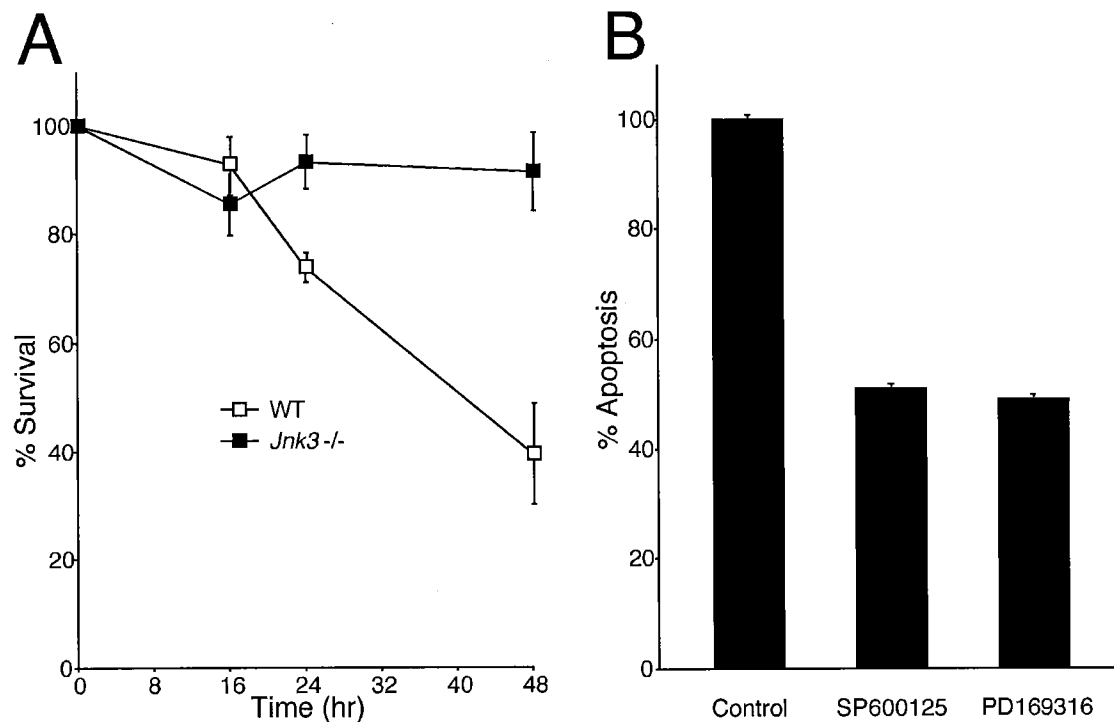 A
% Survival
100
80
60
40
20
0
WT
Jnk3 -/-
0 8 16 24 32 40 48
Time (hr)
B
% Apoptosis
100
80
60
40
20
0
Control SP600125 PD169316